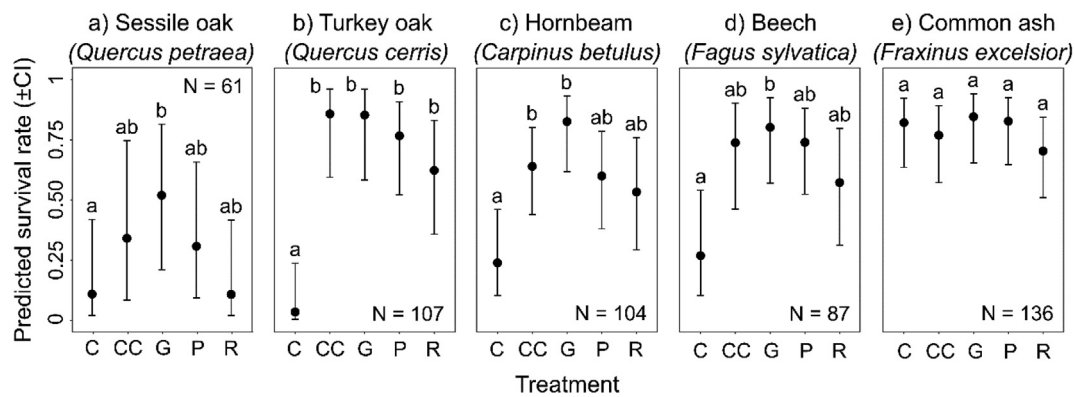 a) Sessile oak b) Turkey oak c) Hornbeam d) Beech e) Common ash
(Quercus petraea) (Quercus cerris) (Carpinus betulus) (Fagus sylvatica) (Fraxinus excelsior)
Predicted survival rate (±CI)
1
0.75
0.50
0.25
0
N = 61
a ab b ab ab
C CC G P R
a b b b b
N = 107
C CC G P R
a b b ab ab
N = 104
C CC G P R
a ab b ab ab
N = 87
C CC G P R
a a a a a
N = 136
C CC G P R
Treatment